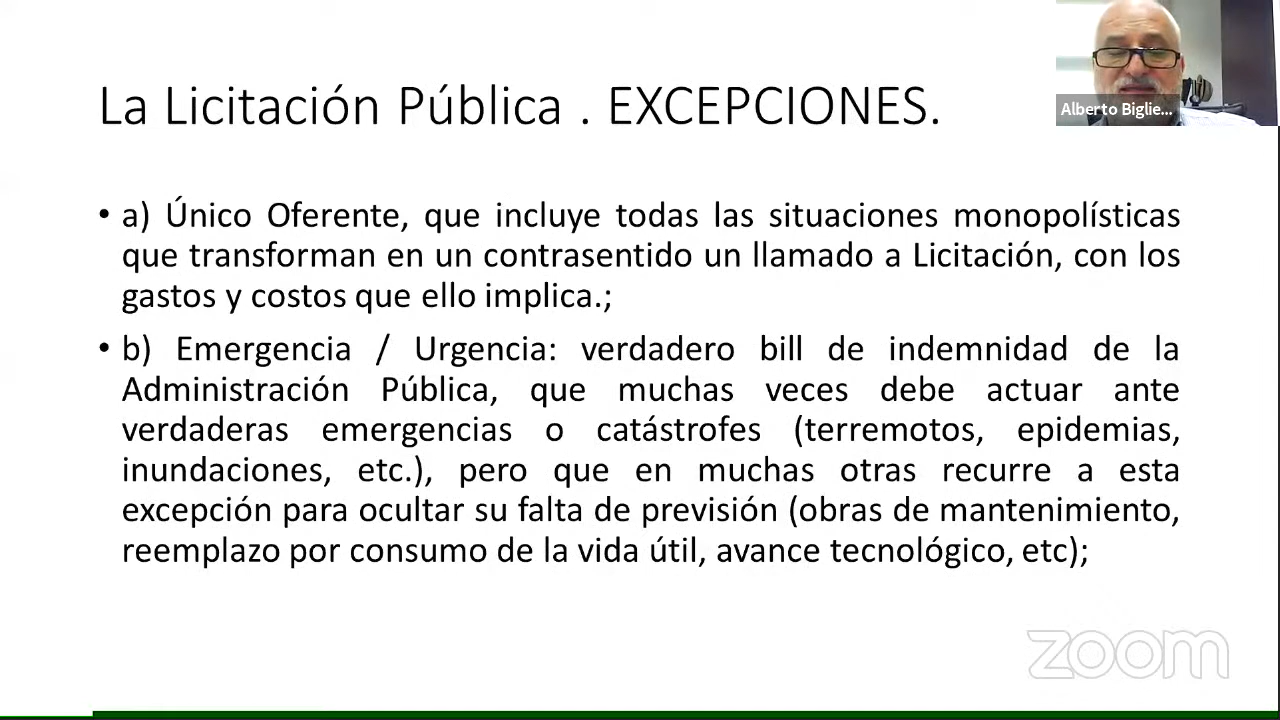 La Licitación Pública . EXCEPCIONES.
Alberto Biglie...
• a) Único Oferente, que incluye todas las situaciones monopolísticas
que transforman en un contrasentido un llamado a Licitación, con los
gastos y costos que ello implica.;
• b) Emergencia / Urgencia: verdadero bill de indemnidad de la
Administración Pública, que muchas veces debe actuar ante
verdaderas emergencias o catástrofes (terremotos, epidemias,
inundaciones, etc.), pero que en muchas otras recurre a esta
excepción para ocultar su falta de previsión (obras de mantenimiento,
reemplazo por consumo de la vida útil, avance tecnológico, etc);
zoom